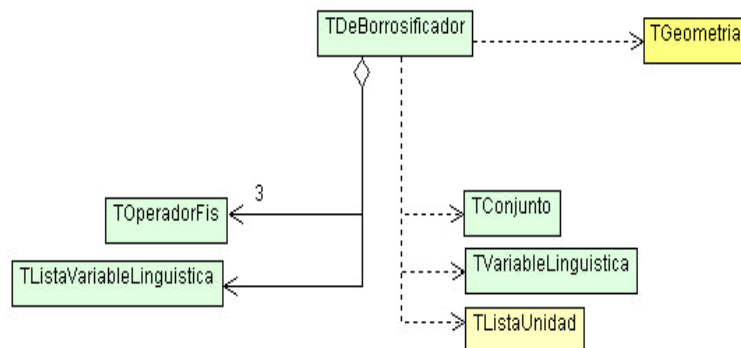 TDeBorrosificador
TGeometria
3
TOperadorFis
TConjunto
TListaVariableLinguistica
TVariableLinguistica
TListaUnidad